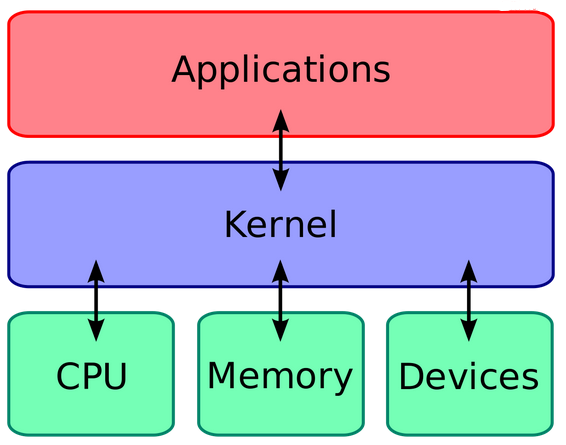 Applications
Kernel
CPU
Memory
Devices